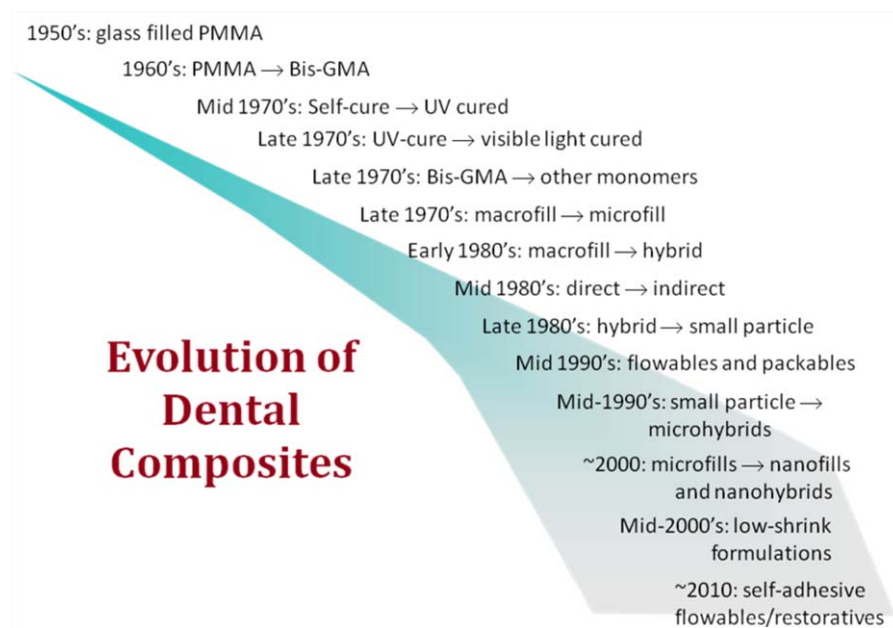 1950's: glass filled PMMA
1960's: PMMA → Bis-GMA
Mid 1970's: Self-cure → UV cured
Late 1970's: UV-cure → visible light cured
Late 1970's: Bis-GMA → other monomers
Late 1970's: macrofill → microfill
Early 1980's: macrofill → hybrid
Mid 1980's: direct → indirect
Late 1980's: hybrid → small particle
Mid 1990's: flowables and packables
Mid-1990's: small particle →
microhybrids
~2000: microfills → nanofills
and nanohybrids
Mid-2000's: low-shrink
formulations
~2010: self-adhesive
flowables/restoratives
Evolution of
Dental
Composites